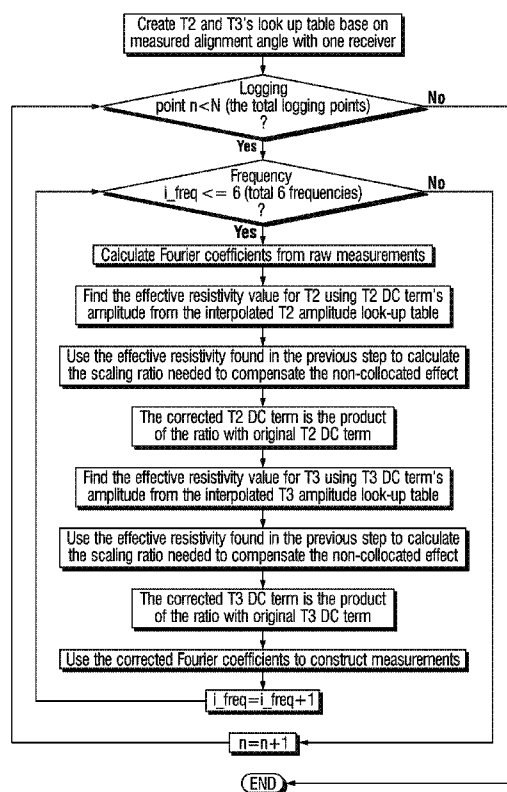 Create T2 and T3's look up table base on
measured alignment angle with one receiver
Logging
point n<N (the total logging points)
?
No
Yes
Frequency
i_freq <= 6 (total 6 frequencies)
?
No
Yes
Calculate Fourier coefficients from raw measurements
Find the effective resistivity value for T2 using T2 DC term's
amplitude from the interpolated T2 amplitude look-up table
Use the effective resistivity found in the previous step to calculate
the scaling ratio needed to compensate the non-collocated effect
The corrected T2 DC term is the product
of the ratio with original T2 DC term
Find the effective resistivity value for T3 using T3 DC term's
amplitude from the interpolated T3 amplitude look-up table
Use the effective resistivity found in the previous step to calculate
the scaling ratio needed to compensate the non-collocated effect
The corrected T3 DC term is the product
of the ratio with original T3 DC term
Use the corrected Fourier coefficients to construct measurements
i_freq=i_freq+1
n=n+1
END